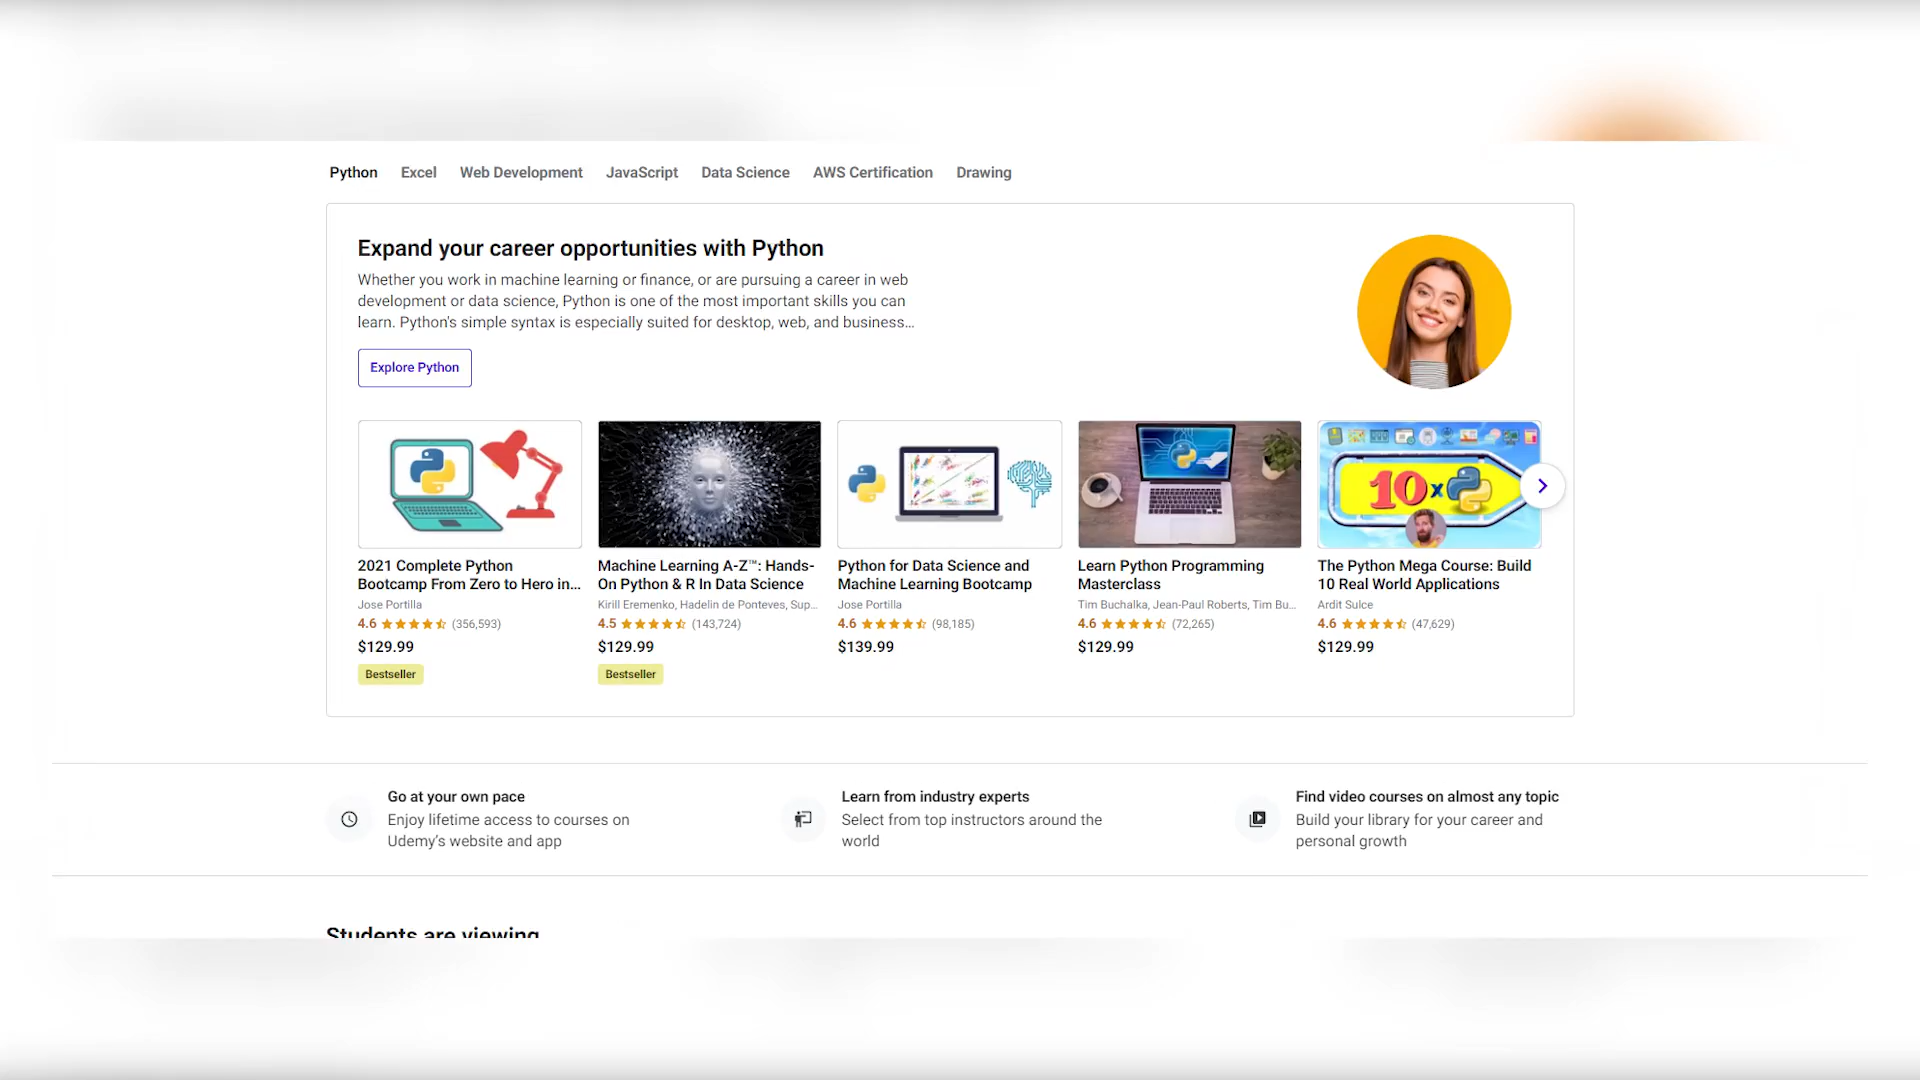 Python Excel Web Development JavaScript Data Science AWS Certification Drawing
Expand your career opportunities with Python
Whether you work in machine learning or finance, or are pursuing a career in web
development or data science, Python is one of the most important skills you can
learn. Python's simple syntax is especially suited for desktop, web, and business...
Explore Python
10x
2021 Complete Python
Bootcamp From Zero to Hero in...
Jose Portilla
4.6 (356,593)
$129.99
Bestseller
Machine Learning A-Z™: Hands-
On Python & R In Data Science
Kirill Eremenko, Hadelin de Ponteves, Sup...
4.5 (143,724)
$129.99
Bestseller
Python for Data Science and
Machine Learning Bootcamp
Jose Portilla
4.6 (98,185)
$139.99
Learn Python Programming
Masterclass
Tim Buchalka, Jean-Paul Roberts, Tim Bu...
4.6 (72,265)
$129.99
The Python Mega Course: Build
10 Real World Applications
Ardit Sulce
4.6 (47,629)
$129.99
Go at your own pace
Enjoy lifetime access to courses on
Udemy's website and app
Learn from industry experts
Select from top instructors around the
world
Find video courses on almost any topic
Build your library for your career and
personal growth
Students are viewing